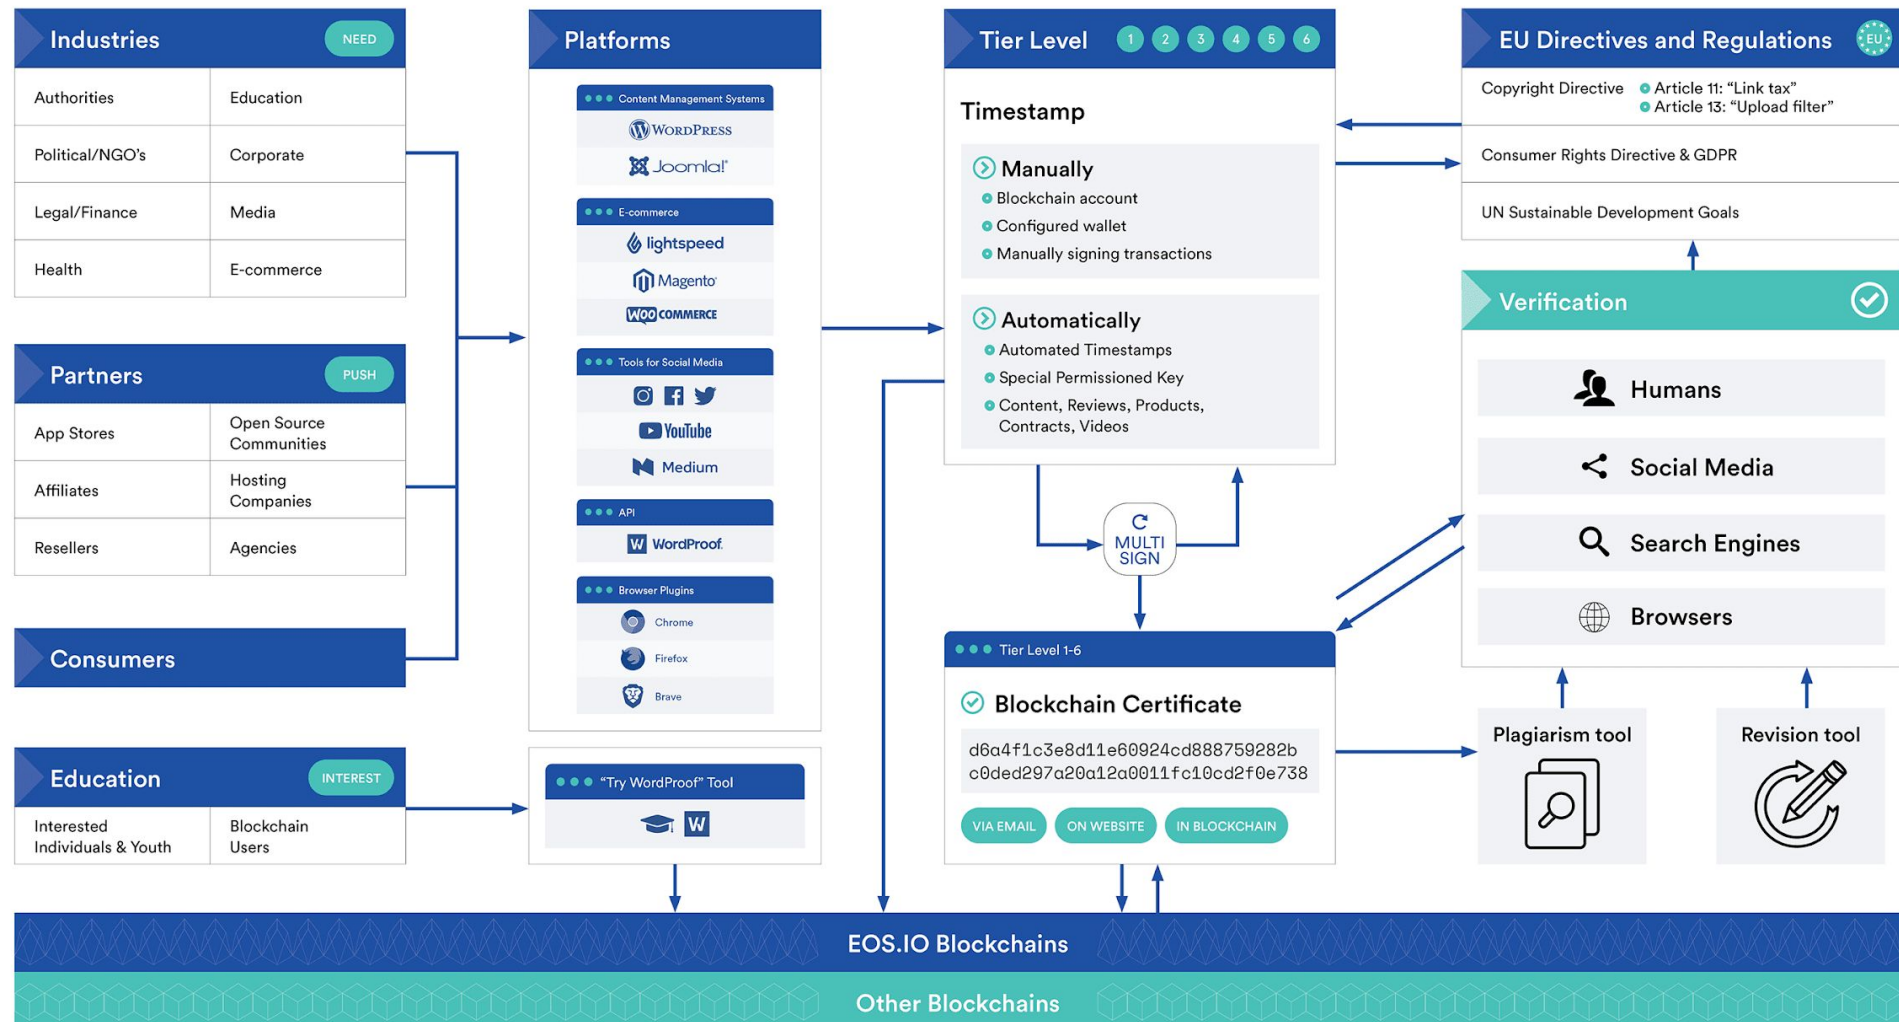 Industries
NEED
Authorities
Education
Political/NGO's
Corporate
Legal/Finance
Media
Health
E-commerce
Partners
PUSH
App Stores
Open Source
Communities
Affiliates
Hosting
Companies
Resellers
Agencies
Consumers
Education
INTEREST
Interested
Individuals & Youth
Blockchain
Users
Platforms
Content Management Systems
WORDPRESS
Joomla!
E-commerce
lightspeed
Magento
WOO COMMERCE
Tools for Social Media
YouTube
Medium
API
W WordProof.
Browser Plugins
Chrome
Firefox
Brave
"Try WordProof" Tool
W
Tier Level 1 2 3 4 5 6
Timestamp
Manually
Blockchain account
Configured wallet
Manually signing transactions
Automatically
Automated Timestamps
Special Permissioned Key
Content, Reviews, Products,
Contracts, Videos
MULTI
SIGN
Tier Level 1-6
Blockchain Certificate
d6a4f1c3e8d11e60924cd888759282b
c0ded297a20a12a0011fc10cd2f0e738
VIA EMAIL
ON WEBSITE
IN BLOCKCHAIN
EU Directives and Regulations
EU
Copyright Directive
Article 11: “Link tax”
Article 13: “Upload filter”
Consumer Rights Directive & GDPR
UN Sustainable Development Goals
Verification
Humans
Social Media
Search Engines
Browsers
Plagiarism tool
Revision tool
EOS.IO Blockchains
Other Blockchains